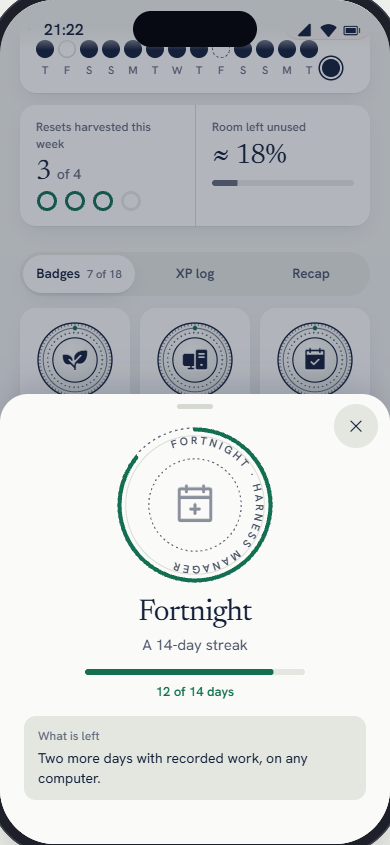 21:22
T F S S M T W T F S S M T
Resets harvested this
week
3 of 4
Room left unused
≈ 18%
Badges 7 of 18
XP log
Recap
FORTNIGHT · HARNESS MANAGER
Fortnight
A 14-day streak
12 of 14 days
What is left
Two more days with recorded work, on any
computer.